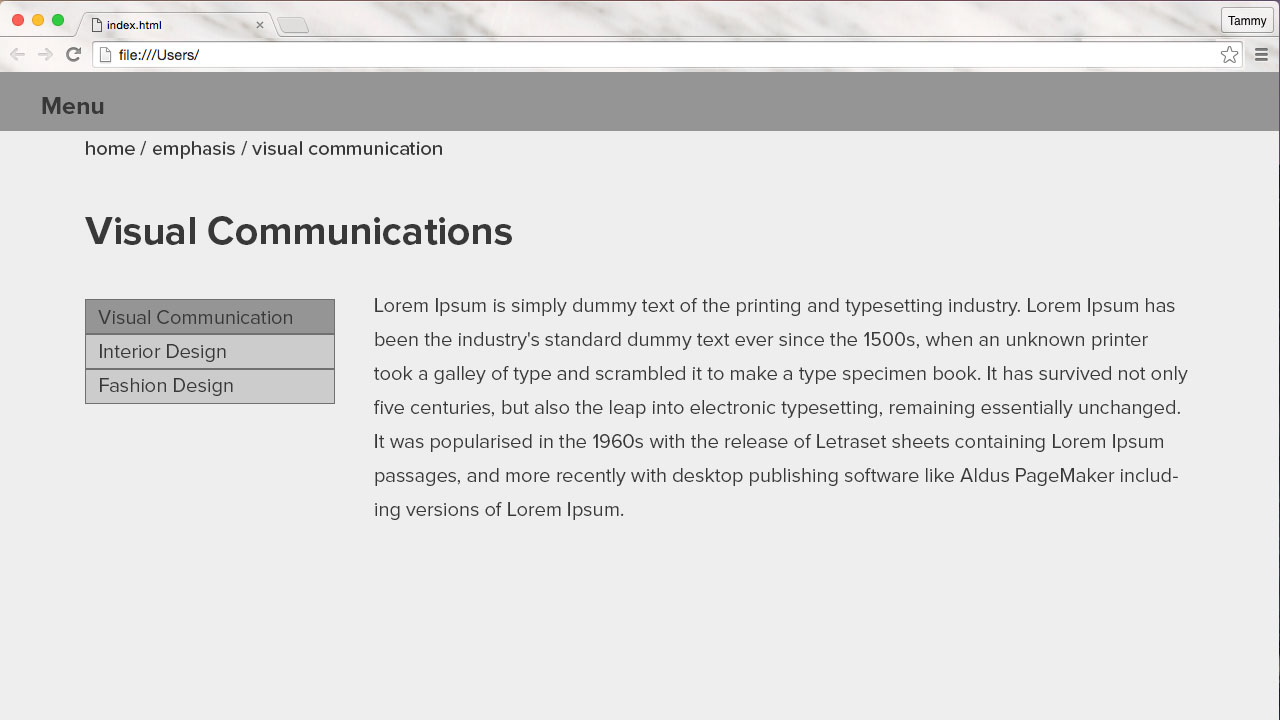 index.html
Tammy
file:///Users/
Menu
home / emphasis / visual communication
Visual Communications
Visual Communication
Interior Design
Fashion Design
Lorem Ipsum is simply dummy text of the printing and typesetting industry. Lorem Ipsum has
been the industry's standard dummy text ever since the 1500s, when an unknown printer
took a galley of type and scrambled it to make a type specimen book. It has survived not only
five centuries, but also the leap into electronic typesetting, remaining essentially unchanged.
It was popularised in the 1960s with the release of Letraset sheets containing Lorem Ipsum
passages, and more recently with desktop publishing software like Aldus PageMaker includ-
ing versions of Lorem Ipsum.